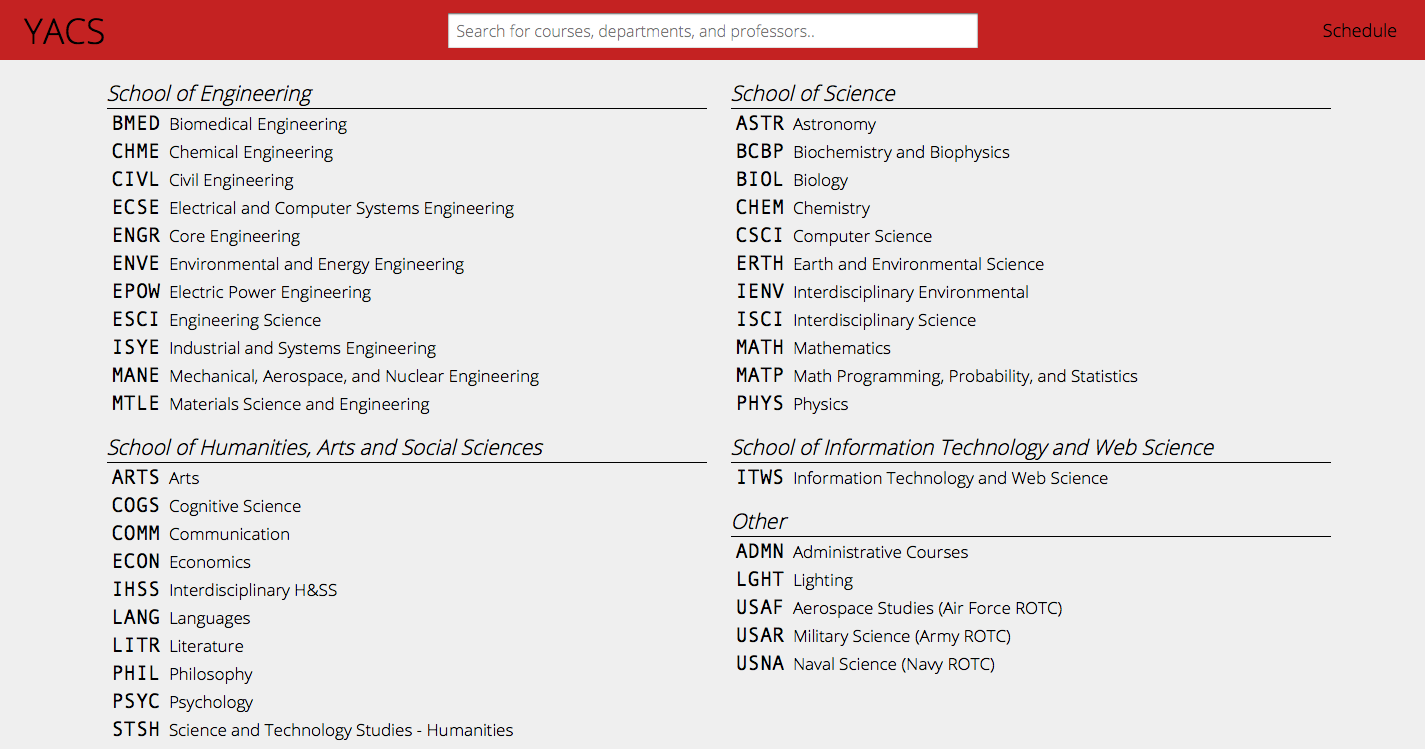 YACS
Search for courses, departments, and professors..
Schedule
School of Engineering
BMED Biomedical Engineering
CHME Chemical Engineering
CIVL Civil Engineering
ECSE Electrical and Computer Systems Engineering
ENGR Core Engineering
ENVE Environmental and Energy Engineering
EPOW Electric Power Engineering
ESCI Engineering Science
ISYE Industrial and Systems Engineering
MANE Mechanical, Aerospace, and Nuclear Engineering
MTLE Materials Science and Engineering
School of Humanities, Arts and Social Sciences
ARTS Arts
COGS Cognitive Science
COMM Communication
ECON Economics
IHSS Interdisciplinary H&SS
LANG Languages
LITR Literature
PHIL Philosophy
PSYC Psychology
STSH Science and Technology Studies - Humanities
School of Science
ASTR Astronomy
BCBP Biochemistry and Biophysics
BIOL Biology
CHEM Chemistry
CSCI Computer Science
ERTH Earth and Environmental Science
IENV Interdisciplinary Environmental
ISCI Interdisciplinary Science
MATH Mathematics
MATP Math Programming, Probability, and Statistics
PHYS Physics
School of Information Technology and Web Science
ITWS Information Technology and Web Science
Other
ADMN Administrative Courses
LGHT Lighting
USAF Aerospace Studies (Air Force ROTC)
USAR Military Science (Army ROTC)
USNA Naval Science (Navy ROTC)